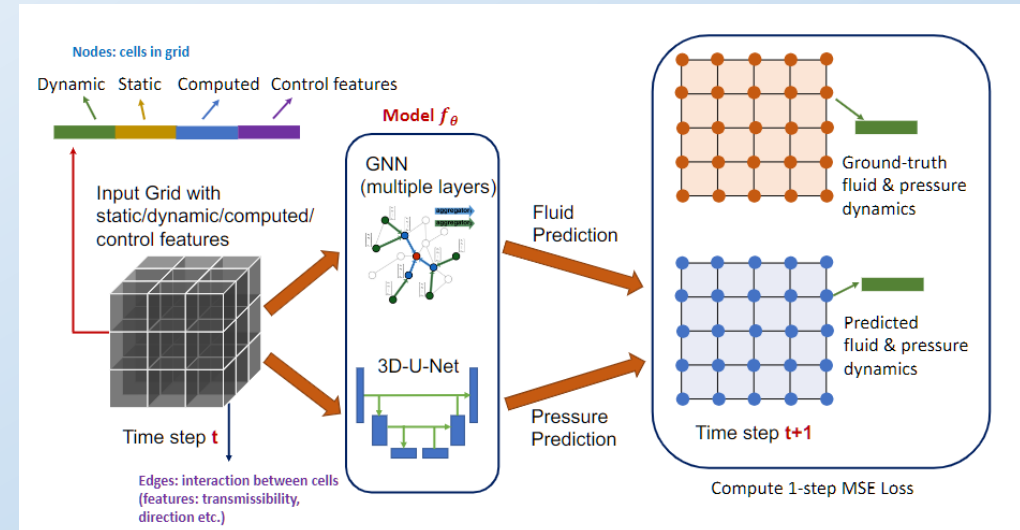 Nodes: cells in grid
Dynamic Static Computed Control features
Input Grid with
static/dynamic/computed/
control features
Time step t
Edges: interaction between cells
(features: transmissibility,
direction etc.)
Model fθ
GNN
(multiple layers)
aggregator
aggregator
3D-U-Net
Fluid
Prediction
Pressure
Prediction
Ground-truth
fluid & pressure
dynamics
Predicted
fluid & pressure
dynamics
Time step t+1
Compute 1-step MSE Loss